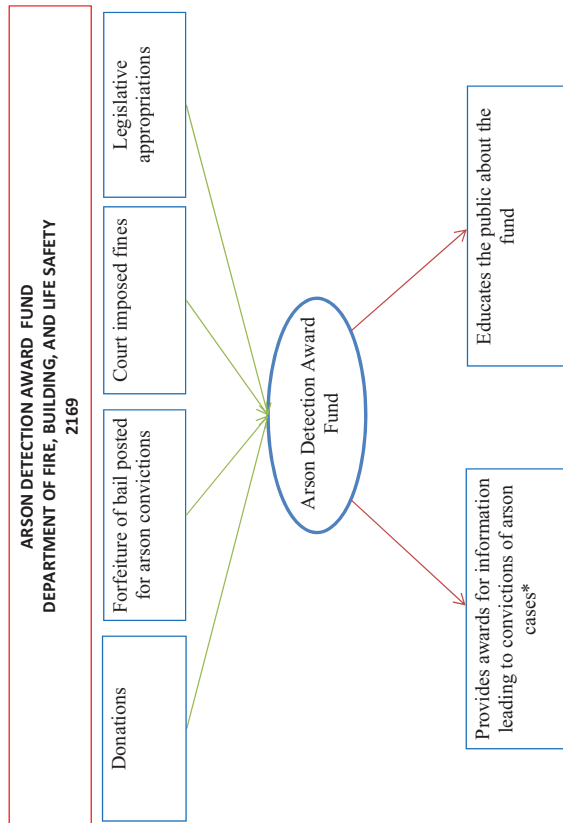 ARSON DETECTION AWARD FUND
DEPARTMENT OF FIRE, BUILDING, AND LIFE SAFETY
2169
Donations
Forfeiture of bail posted
for arson convictions
Court imposed fines
Legislative
appropriations
Arson Detection Award
Fund
Provides awards for information
leading to convictions of arson
cases*
Educates the public about the
fund